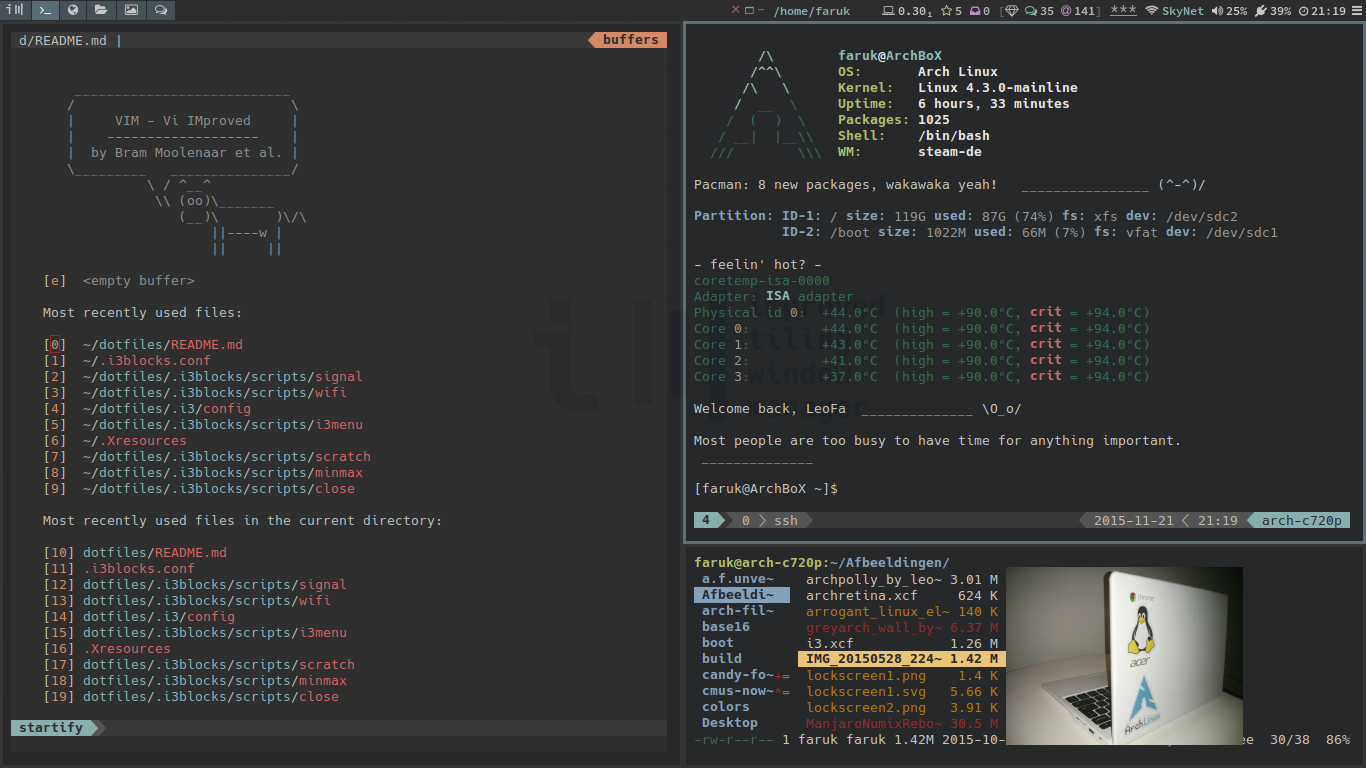 /home/faruk 0.30₁ 5 0 [ 35 @141] *** SkyNet 25% 39% 21:19
d/README.md | buffers
VIM - Vi IMproved
by Bram Moolenaar et al.
(oo)
(__)
||----w |
|| ||
[e] <empty buffer>
Most recently used files:
[0] ~/dotfiles/README.md
[1] ~/.i3blocks.conf
[2] ~/dotfiles/.i3blocks/scripts/signal
[3] ~/dotfiles/.i3blocks/scripts/wifi
[4] ~/dotfiles/.i3/config
[5] ~/dotfiles/.i3blocks/scripts/i3menu
[6] ~/.Xresources
[7] ~/dotfiles/.i3blocks/scripts/scratch
[8] ~/dotfiles/.i3blocks/scripts/minmax
[9] ~/dotfiles/.i3blocks/scripts/close
Most recently used files in the current directory:
[10] dotfiles/README.md
[11] .i3blocks.conf
[12] dotfiles/.i3blocks/scripts/signal
[13] dotfiles/.i3blocks/scripts/wifi
[14] dotfiles/.i3/config
[15] dotfiles/.i3blocks/scripts/i3menu
[16] .Xresources
[17] dotfiles/.i3blocks/scripts/scratch
[18] dotfiles/.i3blocks/scripts/minmax
[19] dotfiles/.i3blocks/scripts/close
startify
faruk@ArchBoX
OS: Arch Linux
Kernel: Linux 4.3.0-mainline
Uptime: 6 hours, 33 minutes
Packages: 1025
Shell: /bin/bash
WM: steam-de
Pacman: 8 new packages, wakawaka yeah! ________________ (^-^)/
Partition: ID-1: / size: 119G used: 87G (74%) fs: xfs dev: /dev/sdc2
ID-2: /boot size: 1022M used: 66M (7%) fs: vfat dev: /dev/sdc1
- feelin' hot? -
coretemp-isa-0000
Adapter: ISA adapter
Physical id 0: +44.0°C (high = +90.0°C, crit = +94.0°C)
Core 0: +44.0°C (high = +90.0°C, crit = +94.0°C)
Core 1: +43.0°C (high = +90.0°C, crit = +94.0°C)
Core 2: +41.0°C (high = +90.0°C, crit = +94.0°C)
Core 3: +37.0°C (high = +90.0°C, crit = +94.0°C)
Welcome back, LeoFa ______________ \O_o/
Most people are too busy to have time for anything important.
______________
[faruk@ArchBoX ~]$
4 0 > ssh 2015-11-21 < 21:19 arch-c720p
faruk@arch-c720p:~/Afbeeldingen/
a.f.unve~ archpolly_by_leo~ 3.01 M
Afbeeldi~ archretina.xcf 624 K
arch-fil~ arrogant_linux_el~ 140 K
base16 greyarch_wall_by~ 6.37 M
boot i3.xcf 1.26 M
build IMG_20150528_224~ 1.42 M
candy-fo~+= lockscreen1.png 1.4 K
cmus-now~*= lockscreen1.svg 5.66 K
colors lockscreen2.png 3.91 K
Desktop ManjaroNumixRebo~ 30.5 M
-rw-r--r-- 1 faruk faruk 1.42M 2015-10- ee 30/38 86%
chrome
acer
Arch Linux